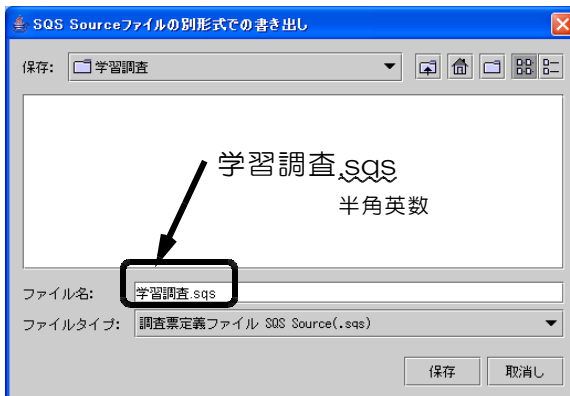 SQS Sourceファイルの別形式での書き出し
保存: 学習調査
学習調査.sqs
半角英数
ファイル名: 学習調査.sqs
ファイルタイプ: 調査票定義ファイル SQS Source(.sqs)
保存 取消し